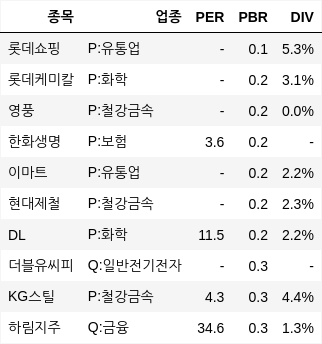 종목 업종 PER PBR DIV
롯데쇼핑 P:유통업 - 0.1 5.3%
롯데케미칼 P:화학 - 0.2 3.1%
영풍 P:철강금속 - 0.2 0.0%
한화생명 P:보험 3.6 0.2 -
이마트 P:유통업 - 0.2 2.2%
현대제철 P:철강금속 - 0.2 2.3%
DL P:화학 11.5 0.2 2.2%
더블유씨피 Q:일반전기전자 - 0.3 -
KG스틸 P:철강금속 4.3 0.3 4.4%
하림지주 Q:금융 34.6 0.3 1.3%